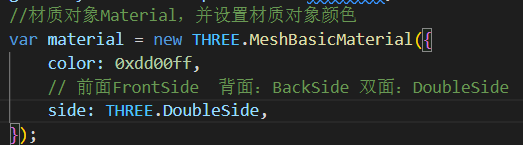 //材质对象Material，并设置材质对象颜色
var material = new THREE.MeshBasicMaterial({
color: 0xdd00ff,
// 前面FrontSide 背面：BackSide 双面：DoubleSide
side: THREE.DoubleSide,
});